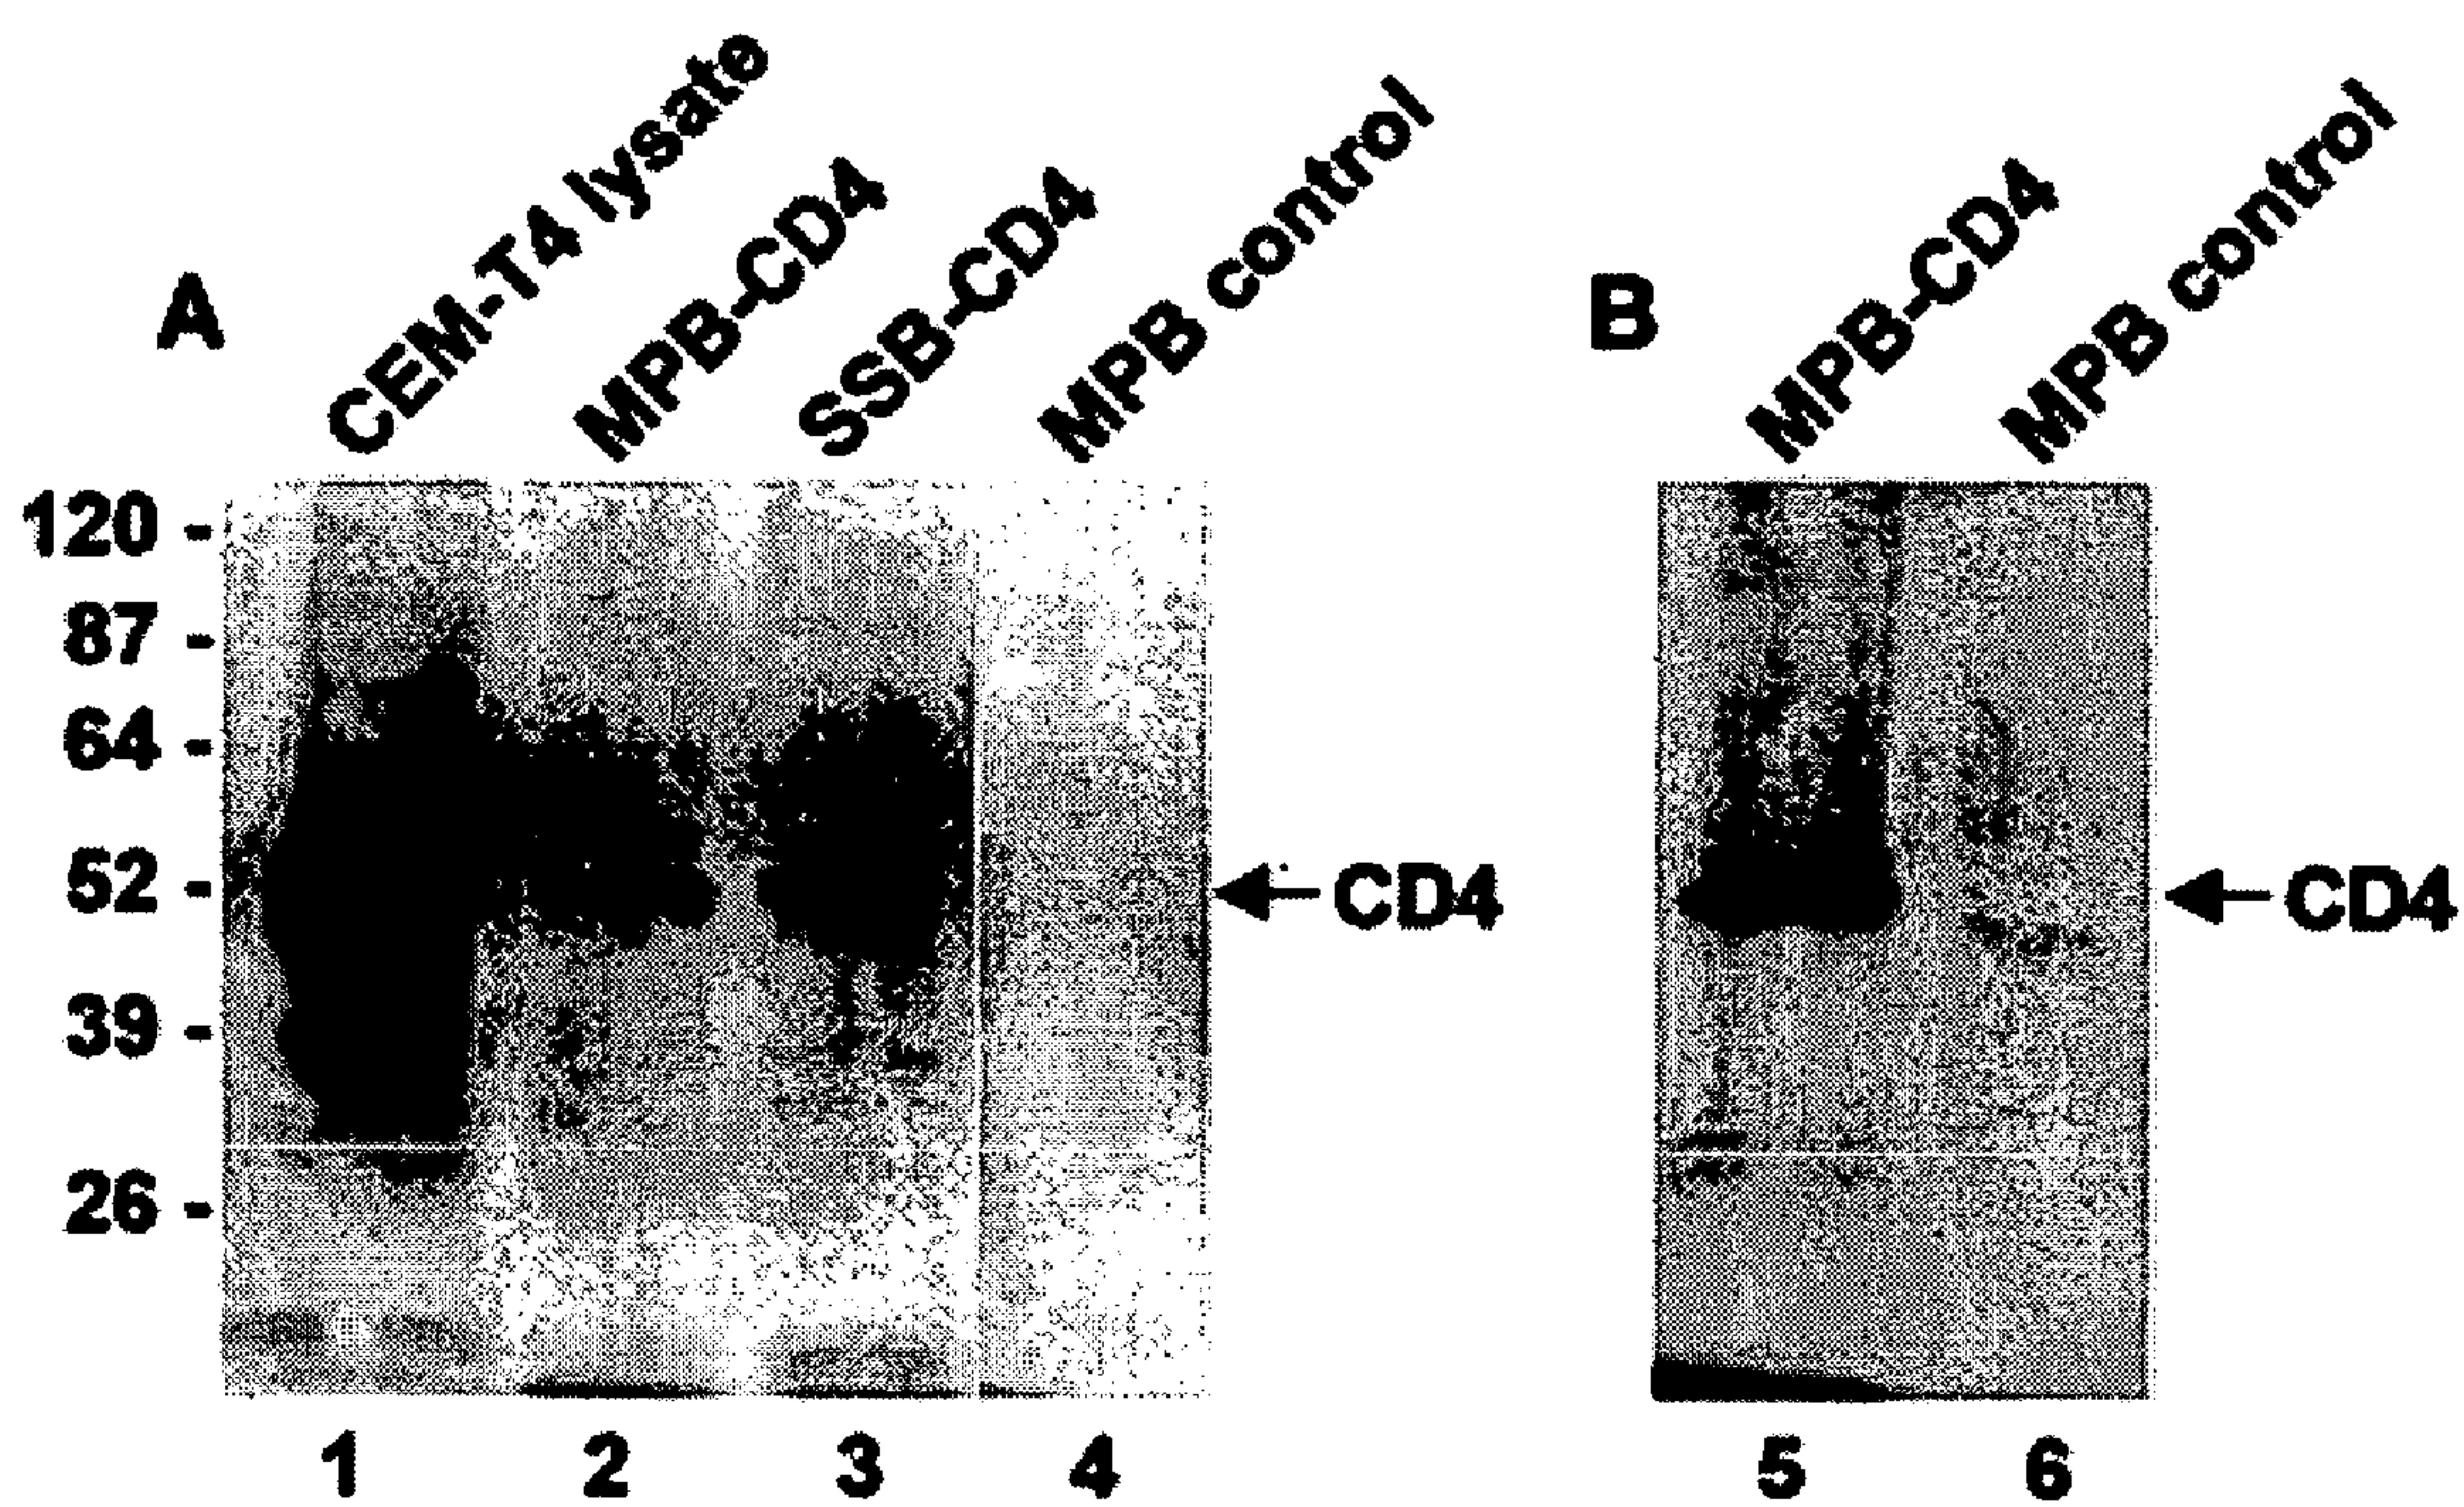 A
CEM-T4 lysate
MPB-CD4
SSB-CD4
MPB control
120 -
87 -
64 -
52 -
39 -
26 -
CD4
1 2 3 4
B
MPB-CD4
MPB control
CD4
5 6